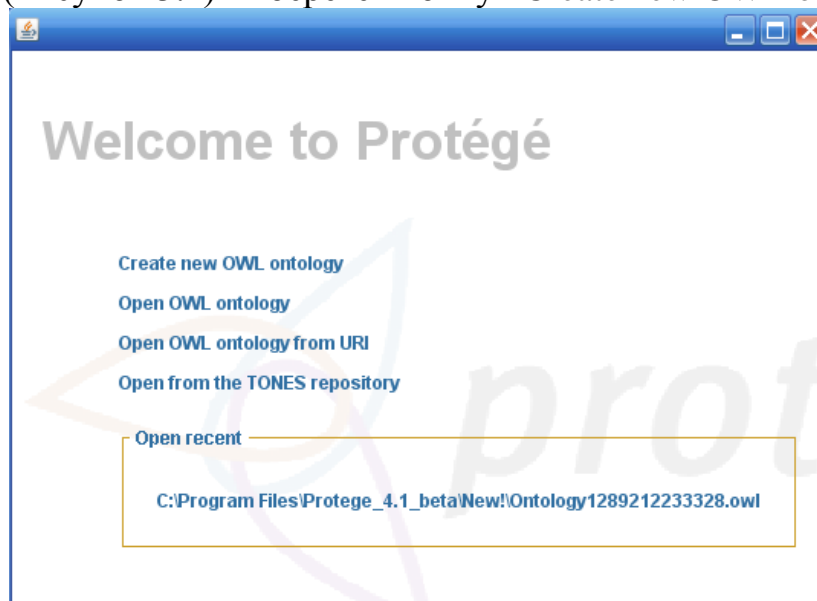 Welcome to Protégé
Create new OWL ontology
Open OWL ontology
Open OWL ontology from URI
Open from the TONES repository
prot
Open recent
C:\Program Files\Protege_4.1_beta\New!\Ontology1289212233328.owl